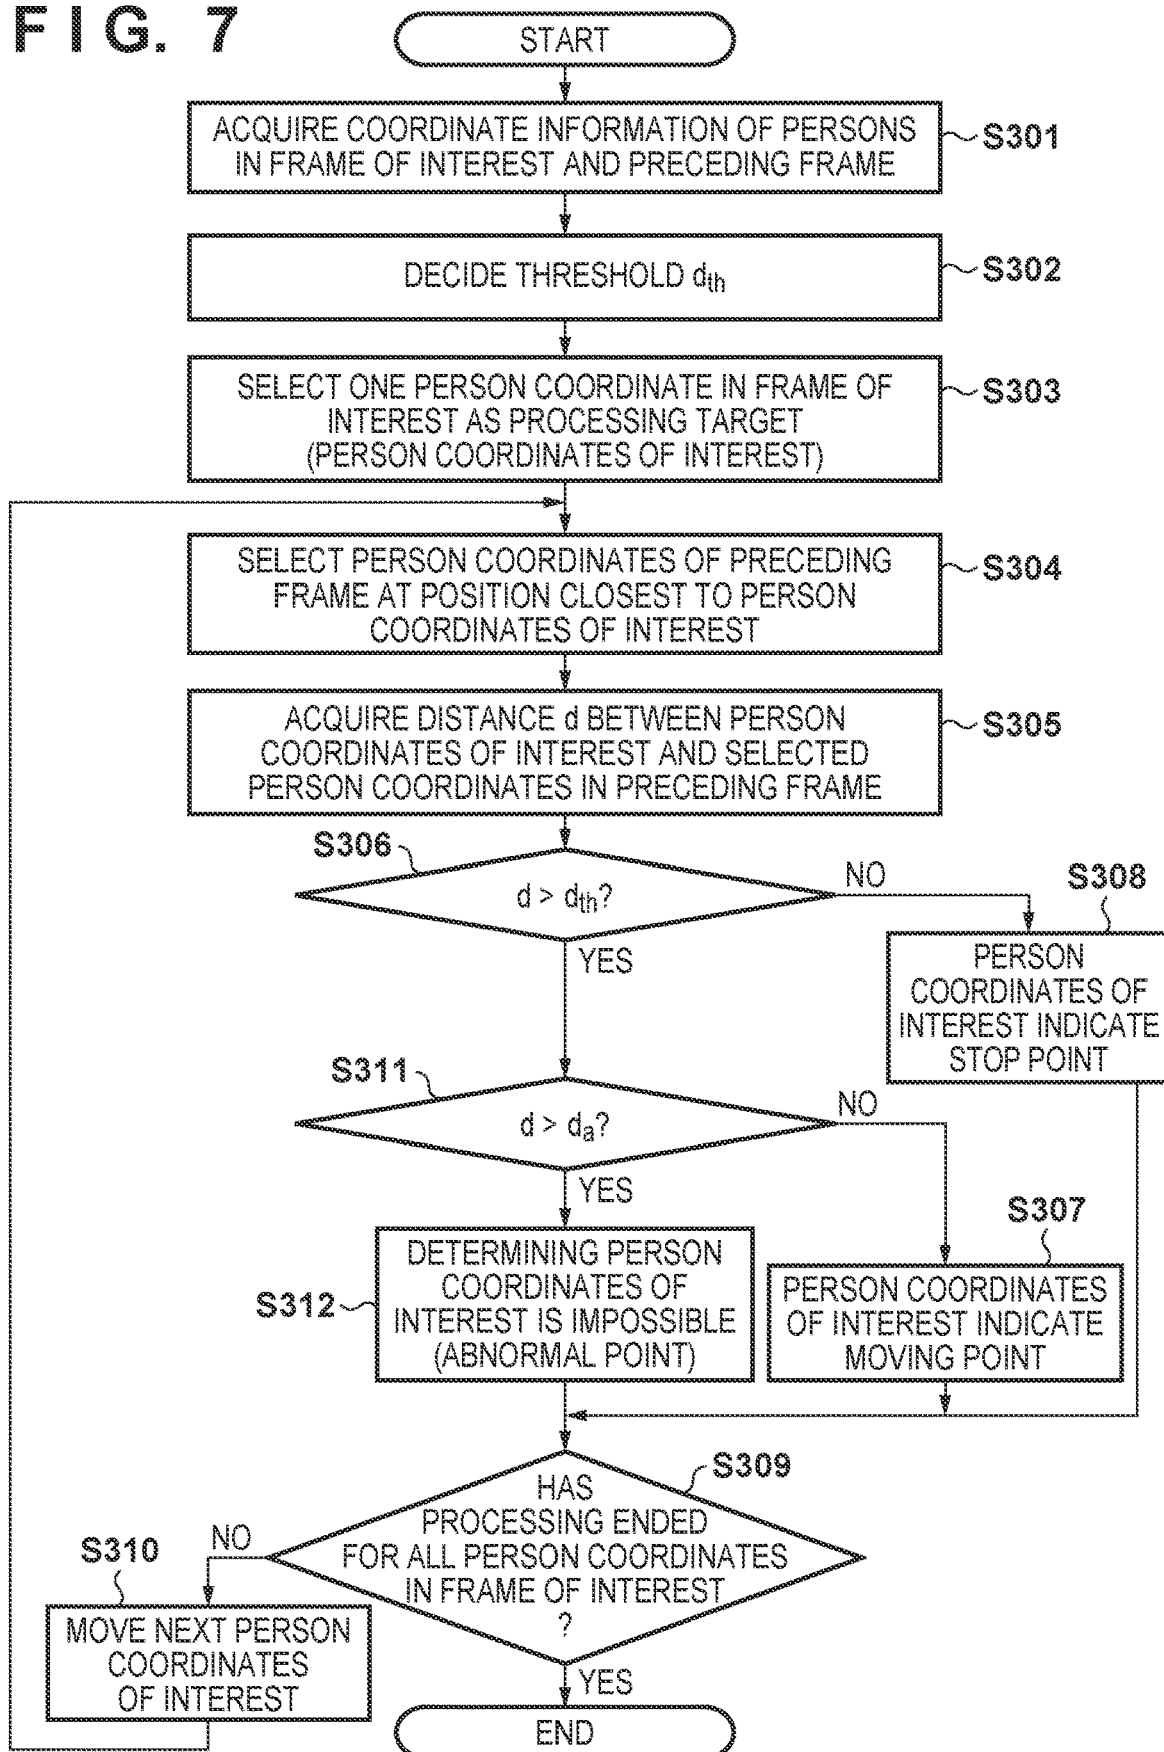 FIG. 7
START
ACQUIRE COORDINATE INFORMATION OF PERSONS
IN FRAME OF INTEREST AND PRECEDING FRAME
S301
DECIDE THRESHOLD dth
S302
SELECT ONE PERSON COORDINATE IN FRAME OF
INTEREST AS PROCESSING TARGET
(PERSON COORDINATES OF INTEREST)
S303
SELECT PERSON COORDINATES OF PRECEDING
FRAME AT POSITION CLOSEST TO PERSON
COORDINATES OF INTEREST
S304
ACQUIRE DISTANCE d BETWEEN PERSON
COORDINATES OF INTEREST AND SELECTED
PERSON COORDINATES IN PRECEDING FRAME
S305
S306
d > dth?
NO
YES
S308
PERSON
COORDINATES OF
INTEREST INDICATE
STOP POINT
S311
d > da?
NO
YES
S307
PERSON COORDINATES
OF INTEREST INDICATE
MOVING POINT
S312
DETERMINING PERSON
COORDINATES OF
INTEREST IS IMPOSSIBLE
(ABNORMAL POINT)
S309
HAS
PROCESSING ENDED
FOR ALL PERSON COORDINATES
IN FRAME OF INTEREST
?
NO
YES
S310
MOVE NEXT PERSON
COORDINATES
OF INTEREST
END